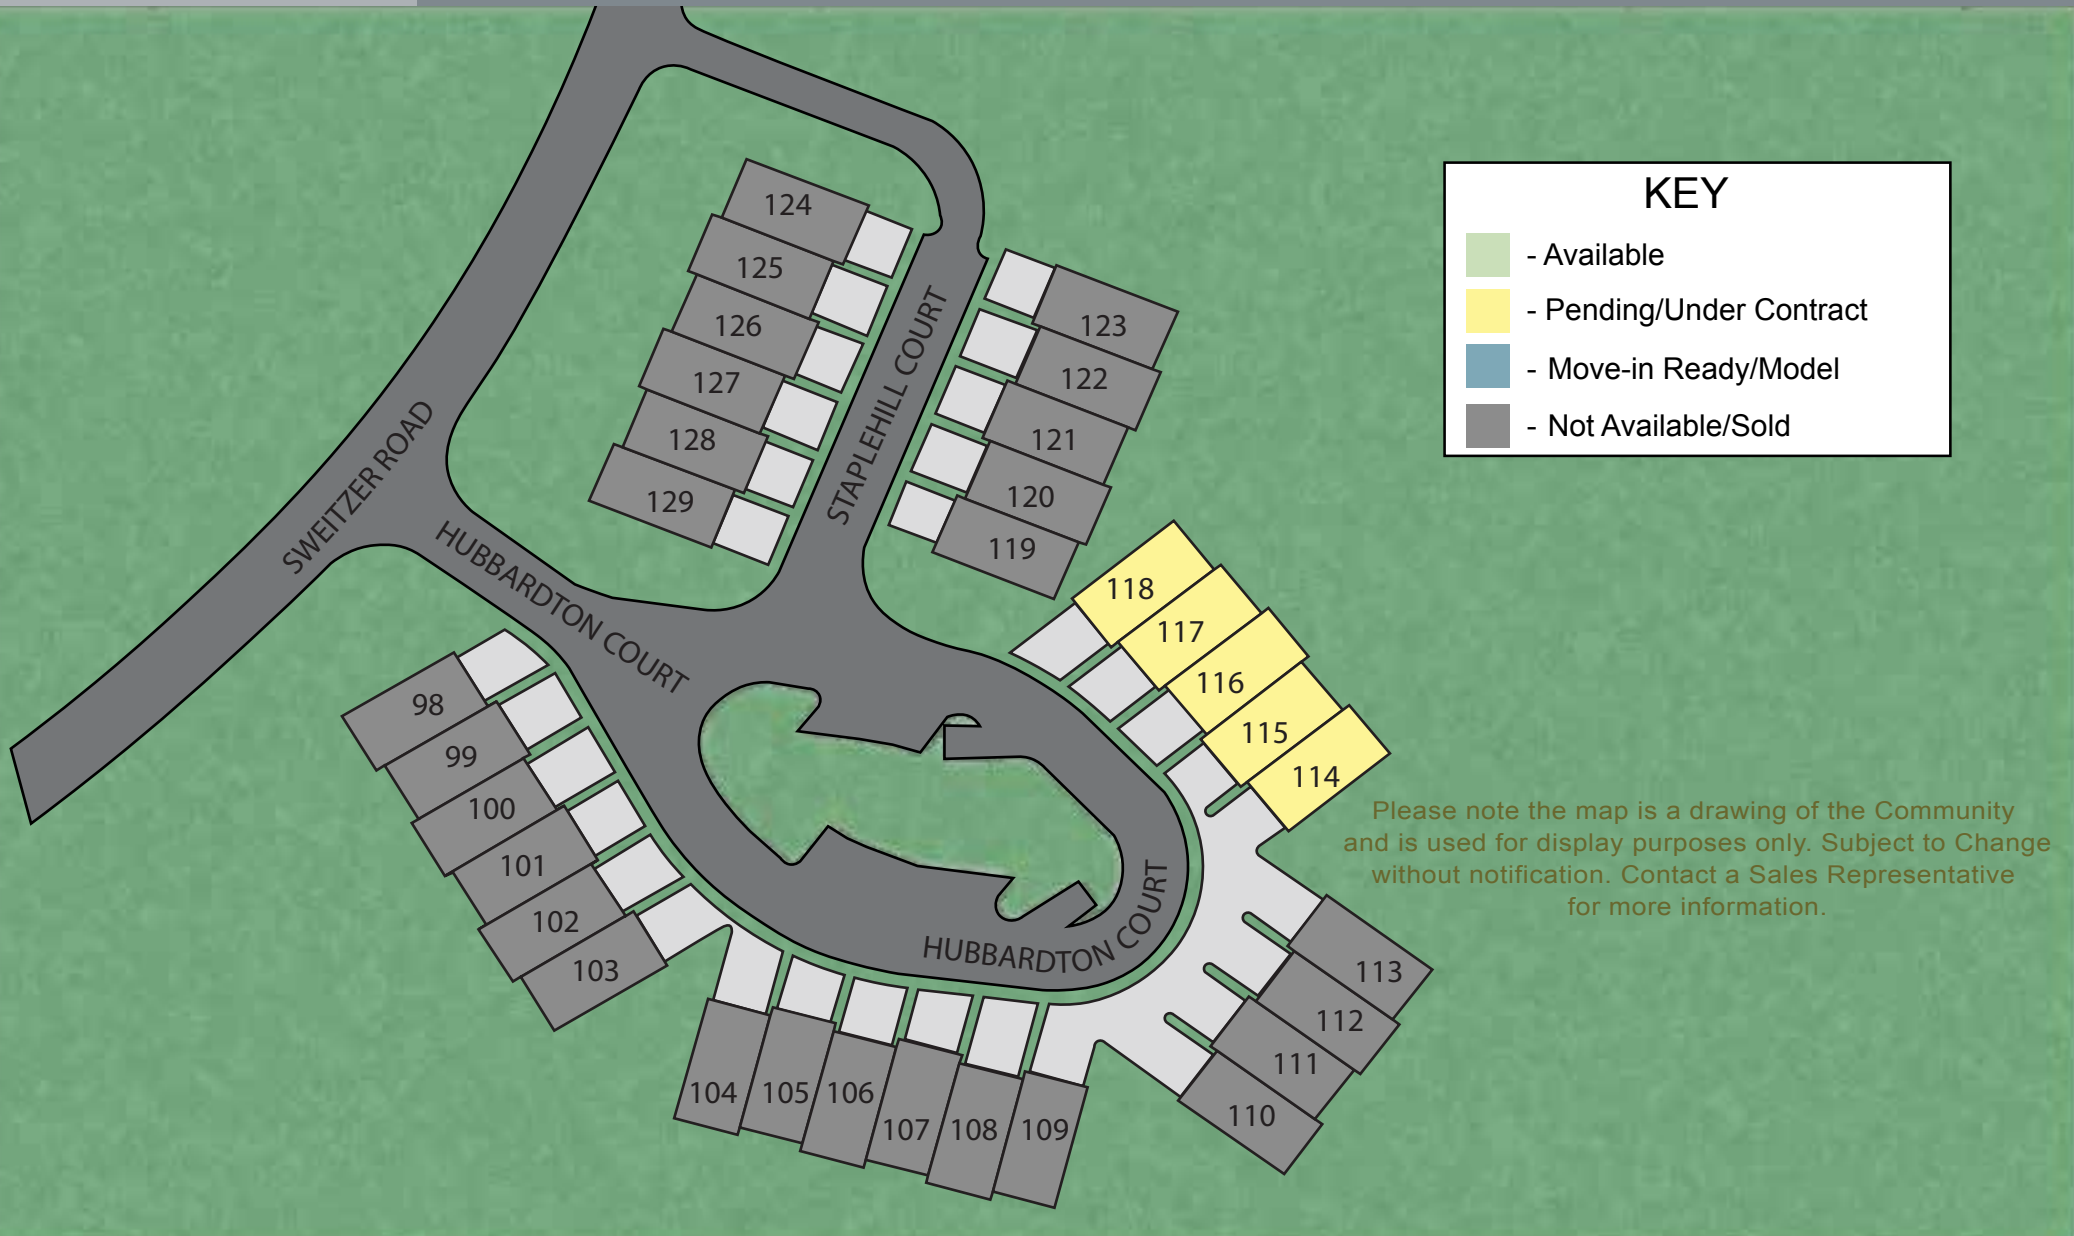 124
125
126
127
128
129
STAPLEHILL COURT
123
122
121
120
119
KEY
- Available
- Pending/Under Contract
- Move-in Ready/Model
- Not Available/Sold
SWEITZER ROAD
HUBBARDTON COURT
118
117
116
115
114
98
99
100
101
102
103
Please note the map is a drawing of the Community
and is used for display purposes only. Subject to Change
without notification. Contact a Sales Representative
for more information.
HUBBARDTON COURT
113
112
111
110
104
105
106
107
108
109